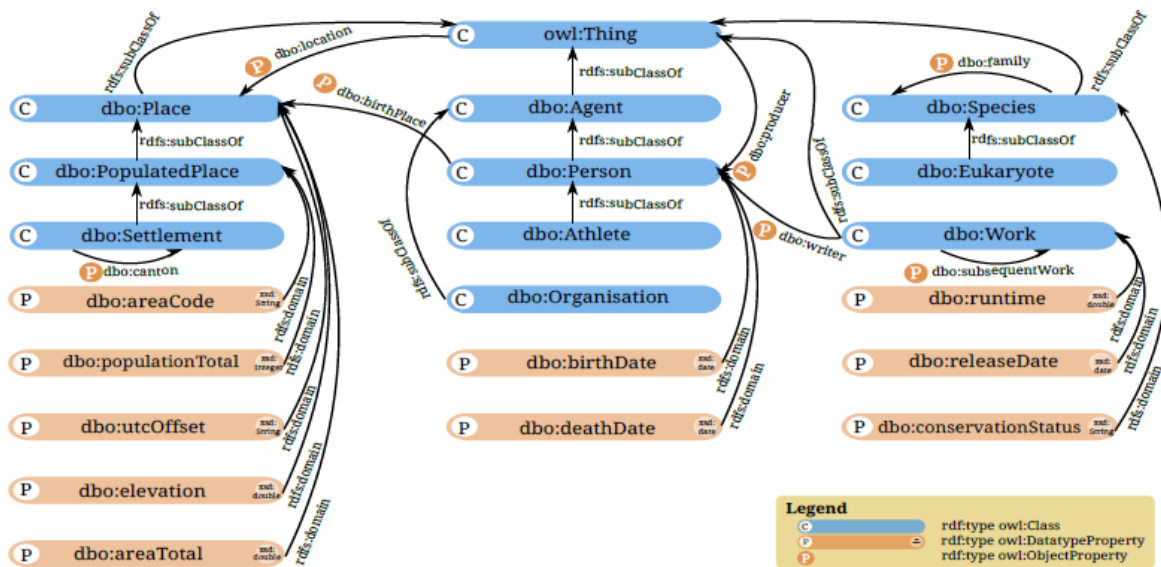 owl:Thing
C
rdfs:subClassOf
P dbo:location
P dbo:birthPlace
rdfs:subClassOf
P dbo:family
rdfs:subClassOf
C dbo:Place
C dbo:Agent
C dbo:Species
P dbo:producer
rdfs:subClassOf
rdfs:subClassOf
rdfs:subClassOf
C dbo:PopulatedPlace
C dbo:Person
C dbo:Eukaryote
rdfs:subClassOf
rdfs:subClassOf
rdfs:subClassOf
rdfs:subClassOf
C dbo:Settlement
C dbo:Athlete
C dbo:Work
P dbo:writer
P dbo:canton
P dbo:subsequentWork
P dbo:areaCode xsd: String
rdfs:domain
C dbo:Organisation
P dbo:runtime xsd: double
rdfs:domain
P dbo:populationTotal xsd: Integer
rdfs:domain
P dbo:birthDate xsd: date
rdfs:domain
P dbo:releaseDate xsd: date
rdfs:domain
P dbo:utcOffset xsd: String
rdfs:domain
P dbo:deathDate xsd: date
rdfs:domain
P dbo:conservationStatus xsd: String
rdfs:domain
P dbo:elevation xsd: double
rdfs:domain
P dbo:areaTotal xsd: double
rdfs:domain
Legend
C rdf:type owl:Class
P rdf:type owl:DatatypeProperty
P rdf:type owl:ObjectProperty